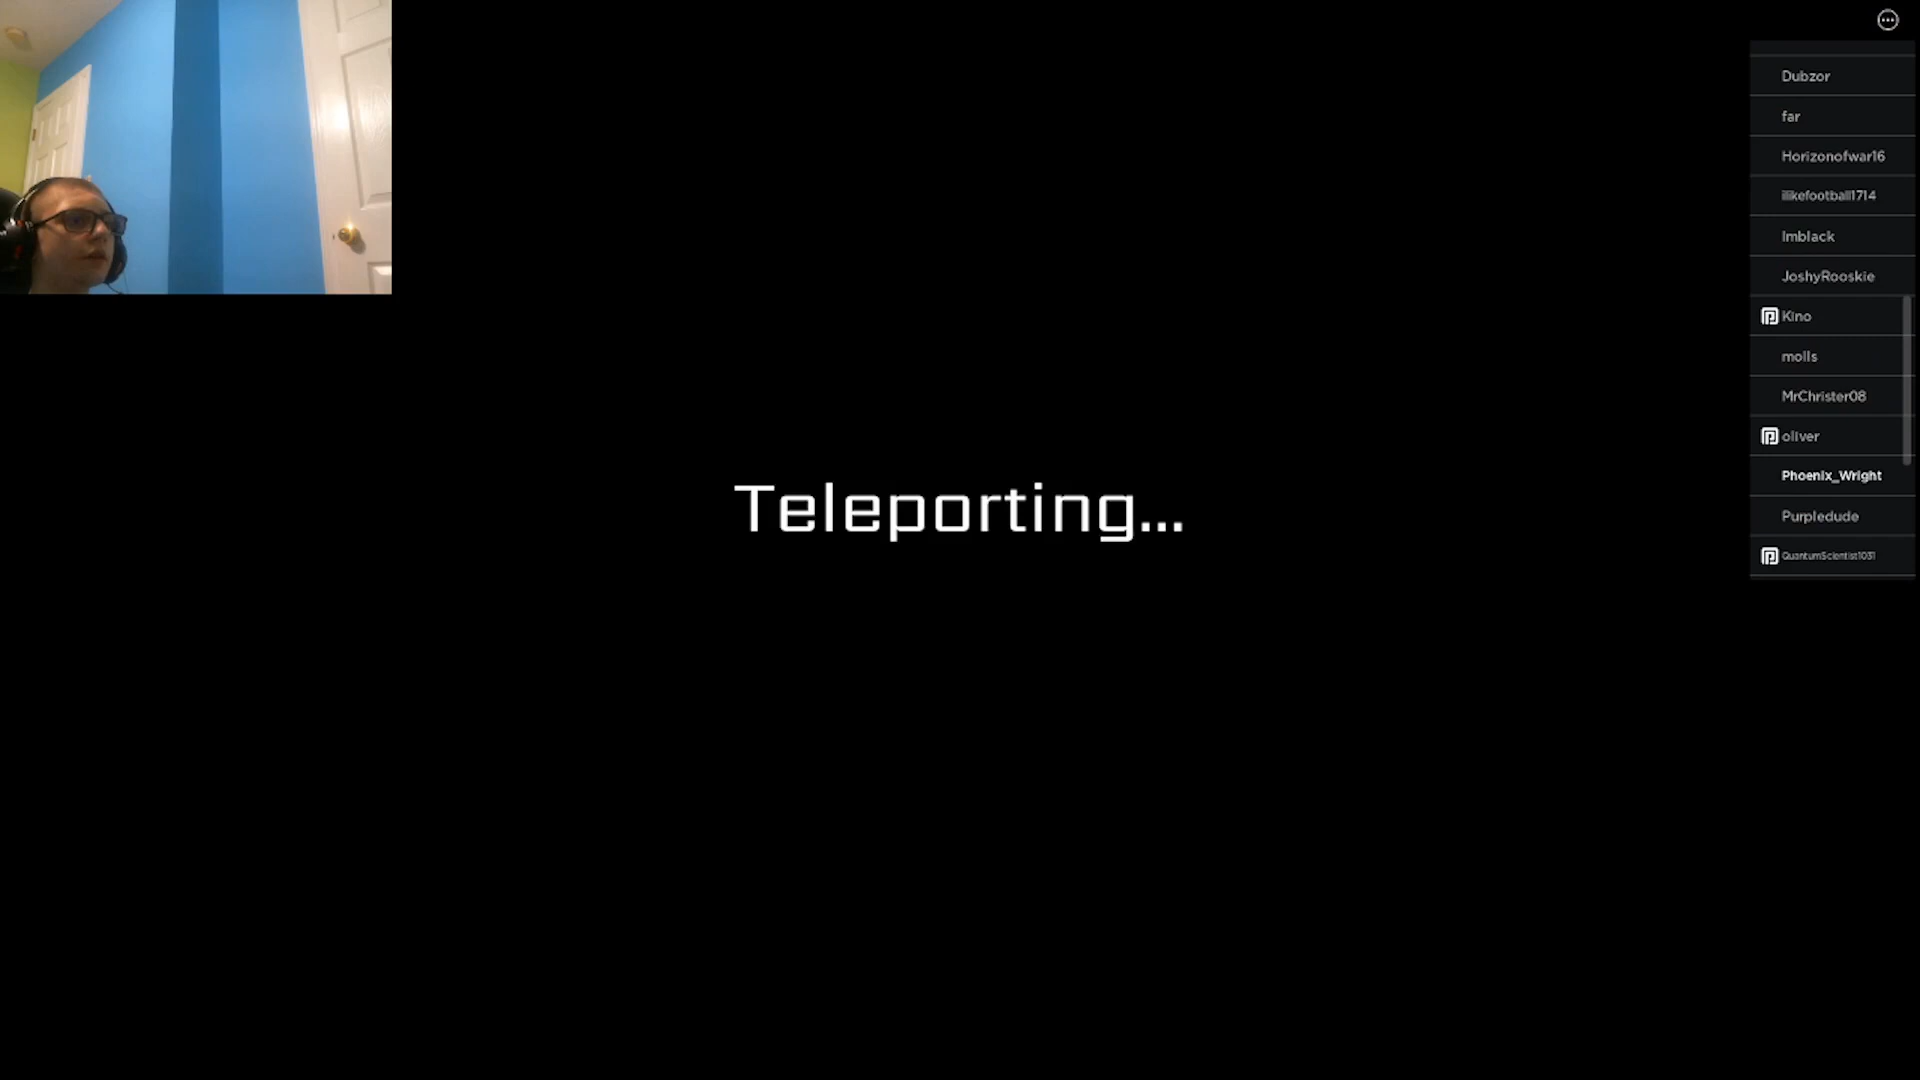 Dubzor
far
Horizonofwar16
ilikefootball1714
Imblack
JoshyRooskie
Kino
molls
MrChrister08
oliver
Phoenix_Wright
Teleporting...
Purpledude
QuantumScientist1031